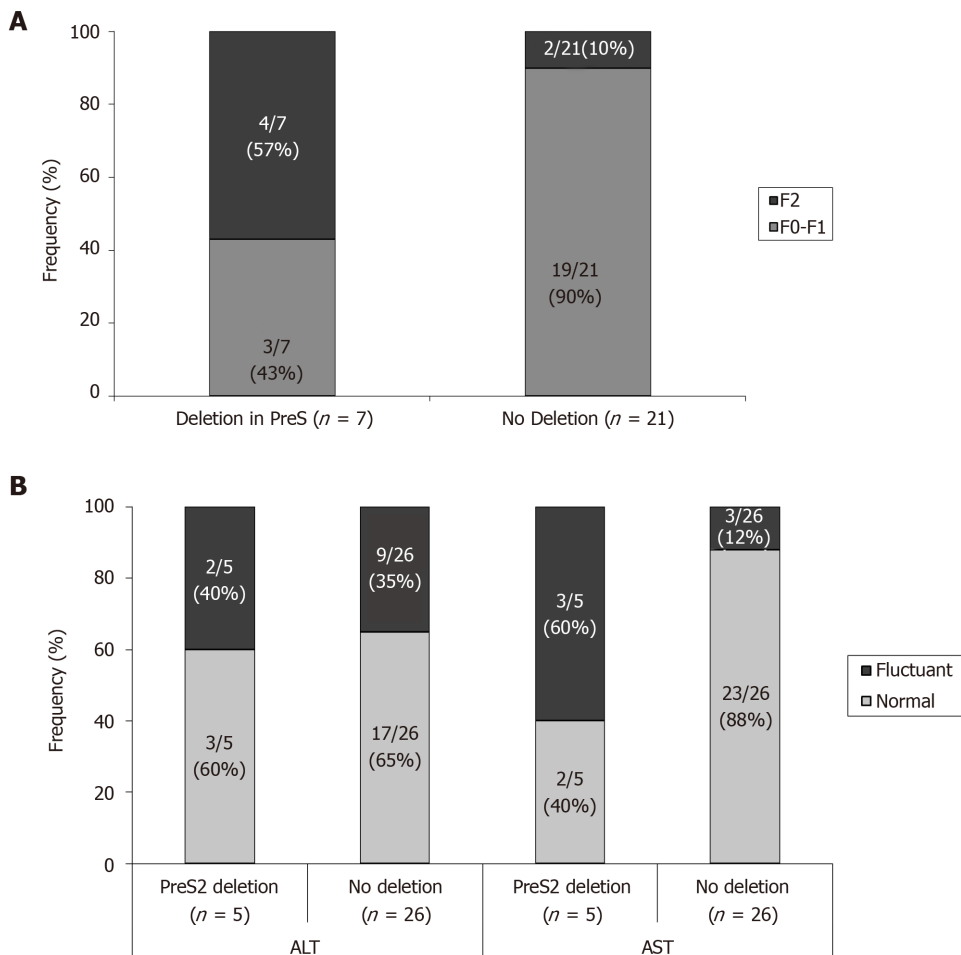 A
Frequency (%)
100
80
60
40
20
0
4/7
(57%)
3/7
(43%)
2/21(10%)
19/21
(90%)
Deletion in PreS (n = 7)
No Deletion (n = 21)
F2
F0-F1
B
Frequency (%)
100
80
60
40
20
0
2/5
(40%)
3/5
(60%)
9/26
(35%)
17/26
(65%)
3/5
(60%)
2/5
(40%)
3/26
(12%)
23/26
(88%)
PreS2 deletion
(n = 5)
No deletion
(n = 26)
PreS2 deletion
(n = 5)
No deletion
(n = 26)
ALT
AST
Fluctuant
Normal